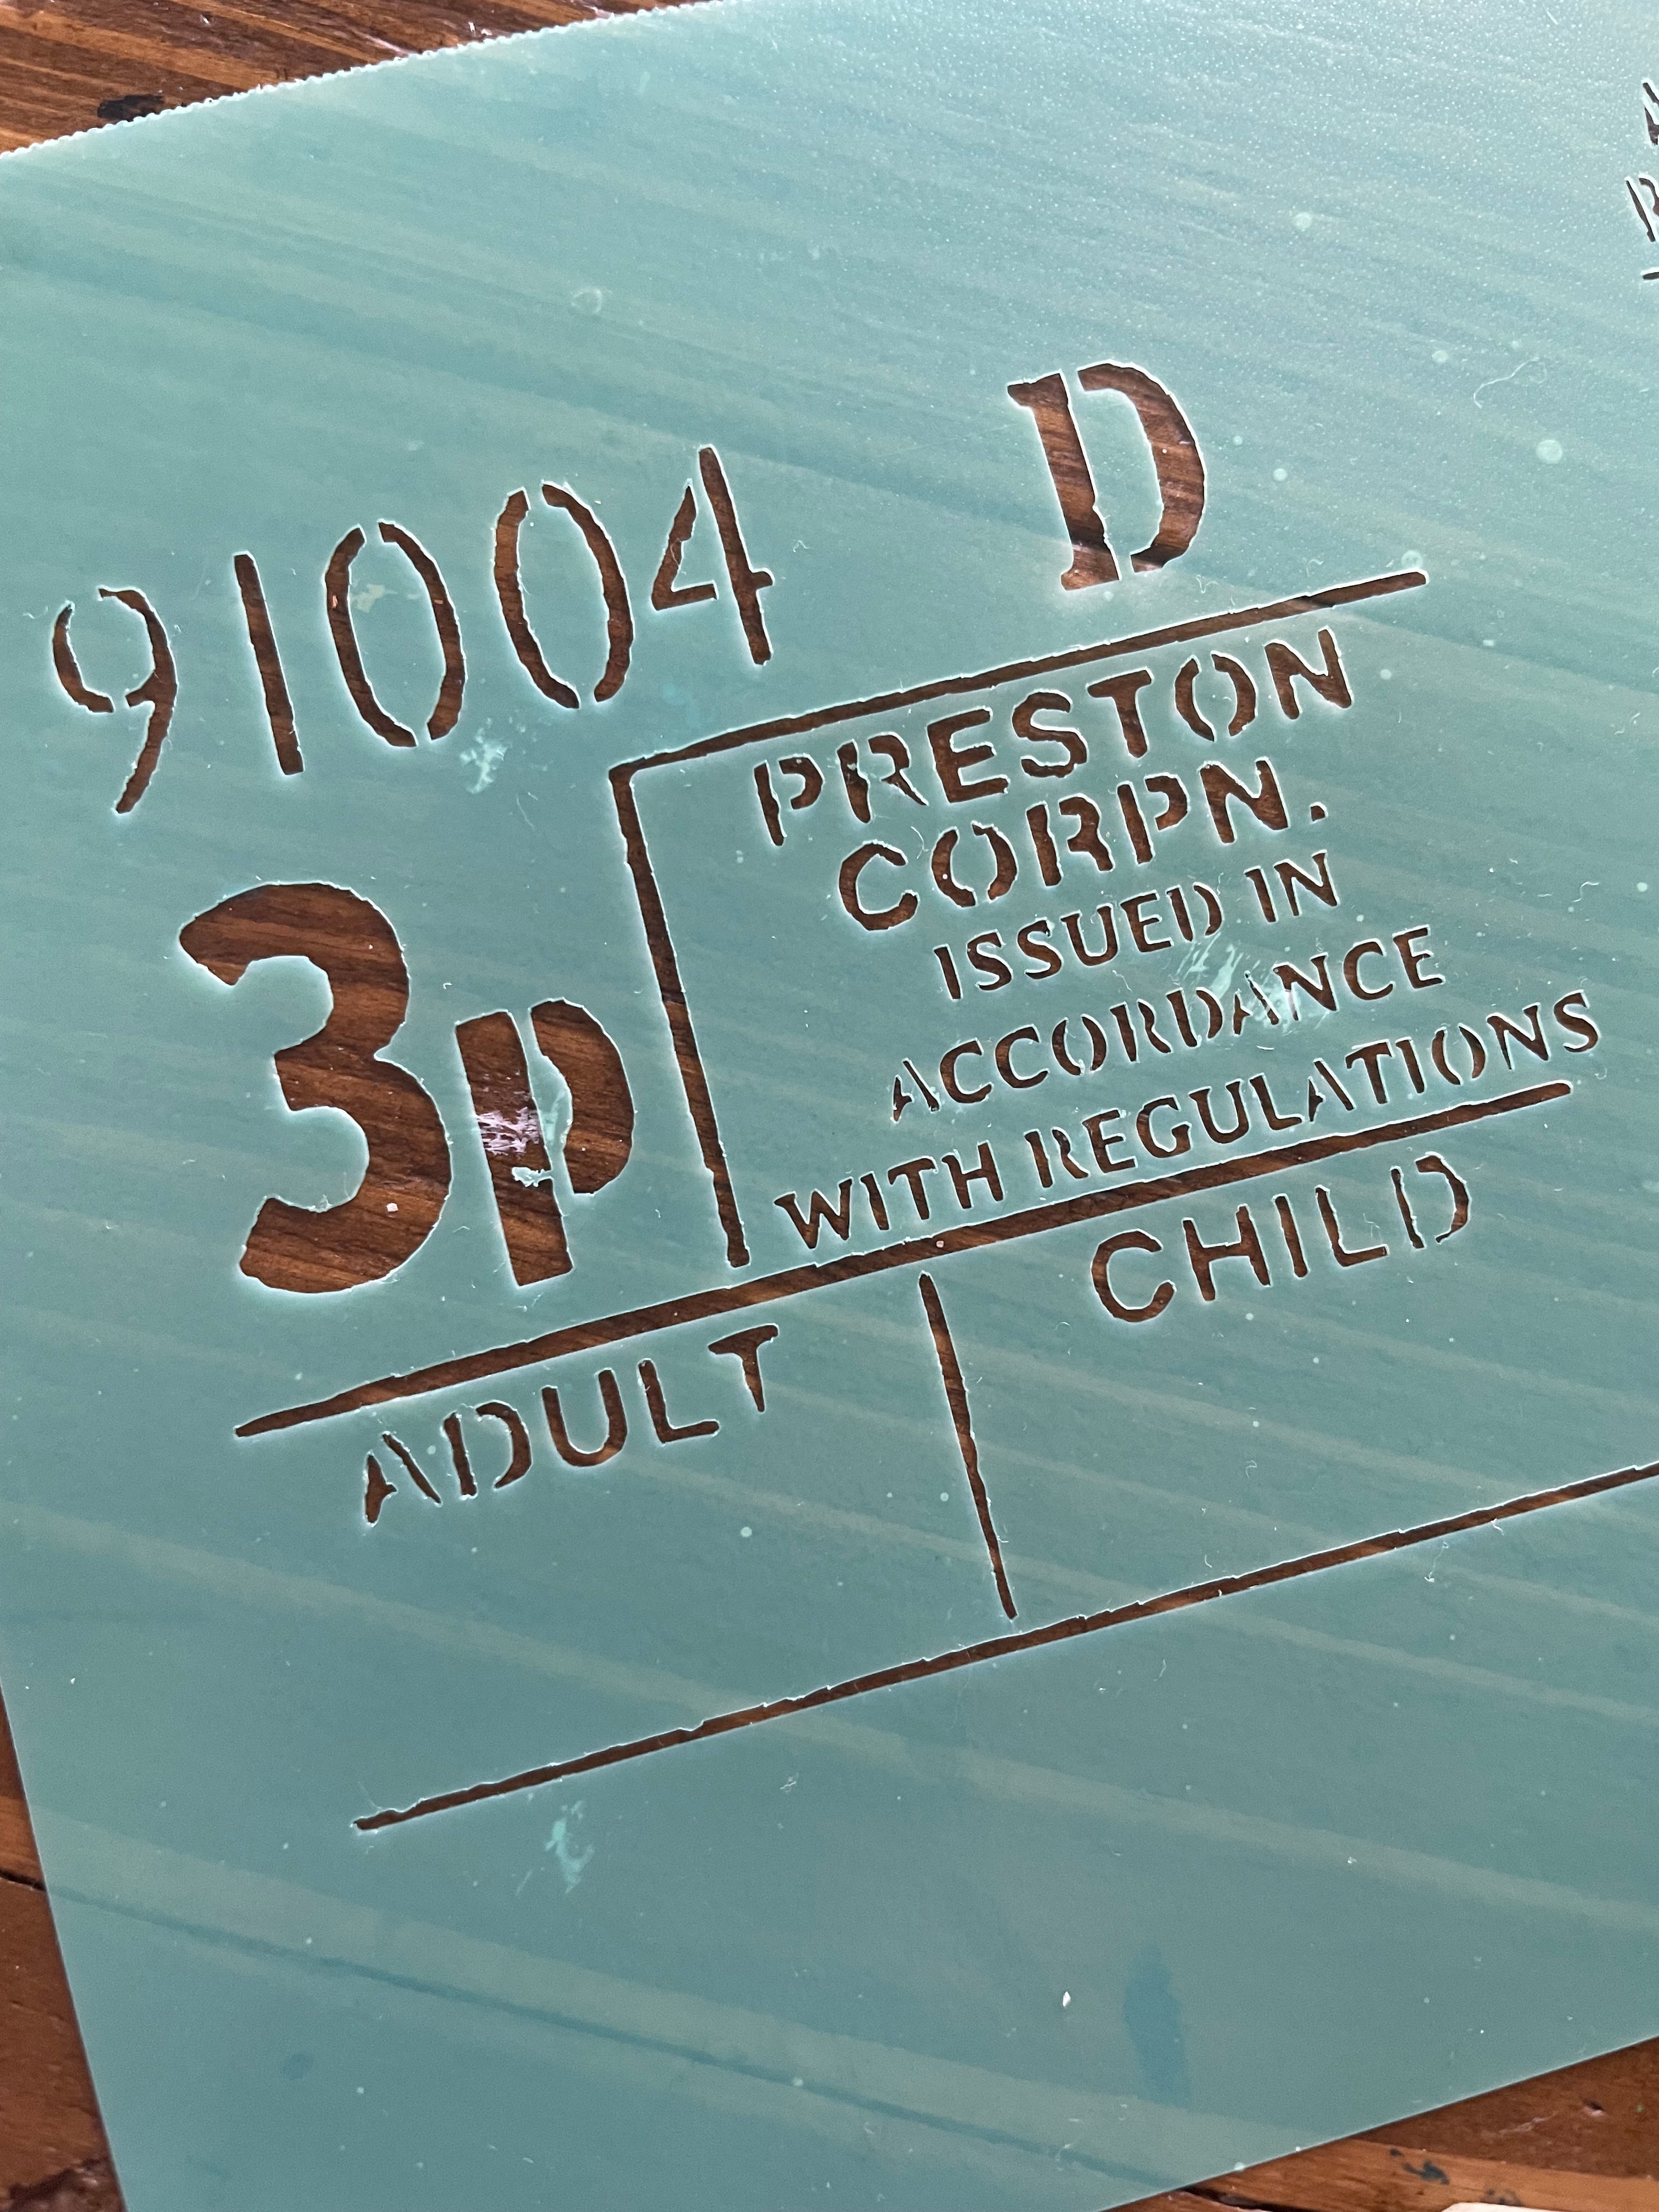 91004 D
PRESTON
CORPN.
ISSUED IN
ACCORDANCE
WITH REGULATIONS
3p
ADULT CHILD